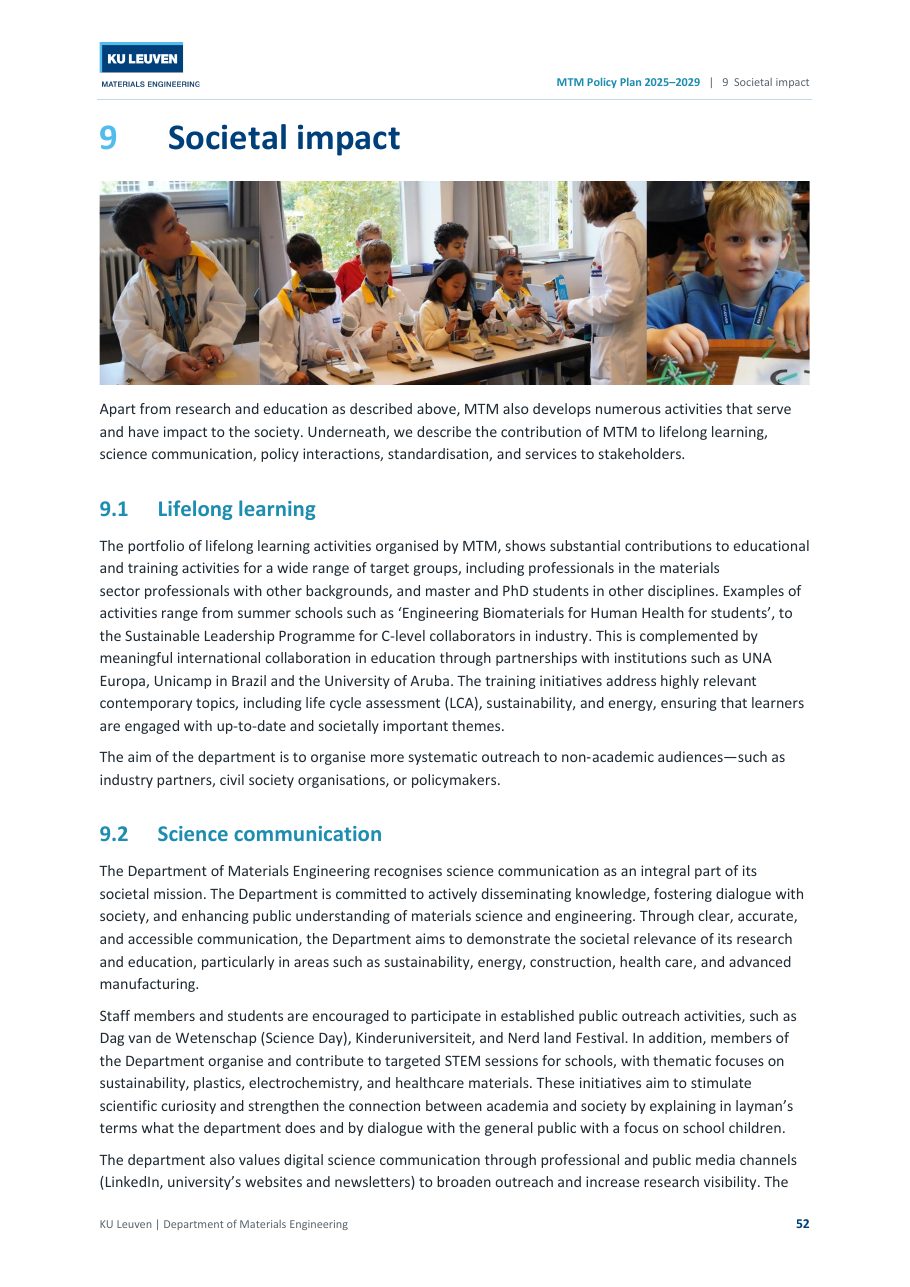 KU LEUVEN
MATERIALS ENGINEERING
MTM Policy Plan 2025–2029 | 9 Societal impact
9 Societal impact
Apart from research and education as described above, MTM also develops numerous activities that serve
and have impact to the society. Underneath, we describe the contribution of MTM to lifelong learning,
science communication, policy interactions, standardisation, and services to stakeholders.
9.1 Lifelong learning
The portfolio of lifelong learning activities organised by MTM, shows substantial contributions to educational
and training activities for a wide range of target groups, including professionals in the materials
sector professionals with other backgrounds, and master and PhD students in other disciplines. Examples of
activities range from summer schools such as ‘Engineering Biomaterials for Human Health for students’, to
the Sustainable Leadership Programme for C-level collaborators in industry. This is complemented by
meaningful international collaboration in education through partnerships with institutions such as UNA
Europa, Unicamp in Brazil and the University of Aruba. The training initiatives address highly relevant
contemporary topics, including life cycle assessment (LCA), sustainability, and energy, ensuring that learners
are engaged with up-to-date and societally important themes.
The aim of the department is to organise more systematic outreach to non-academic audiences—such as
industry partners, civil society organisations, or policymakers.
9.2 Science communication
The Department of Materials Engineering recognises science communication as an integral part of its
societal mission. The Department is committed to actively disseminating knowledge, fostering dialogue with
society, and enhancing public understanding of materials science and engineering. Through clear, accurate,
and accessible communication, the Department aims to demonstrate the societal relevance of its research
and education, particularly in areas such as sustainability, energy, construction, health care, and advanced
manufacturing.
Staff members and students are encouraged to participate in established public outreach activities, such as
Dag van de Wetenschap (Science Day), Kinderuniversiteit, and Nerd land Festival. In addition, members of
the Department organise and contribute to targeted STEM sessions for schools, with thematic focuses on
sustainability, plastics, electrochemistry, and healthcare materials. These initiatives aim to stimulate
scientific curiosity and strengthen the connection between academia and society by explaining in layman’s
terms what the department does and by dialogue with the general public with a focus on school children.
The department also values digital science communication through professional and public media channels
(LinkedIn, university’s websites and newsletters) to broaden outreach and increase research visibility. The
KU Leuven | Department of Materials Engineering
52